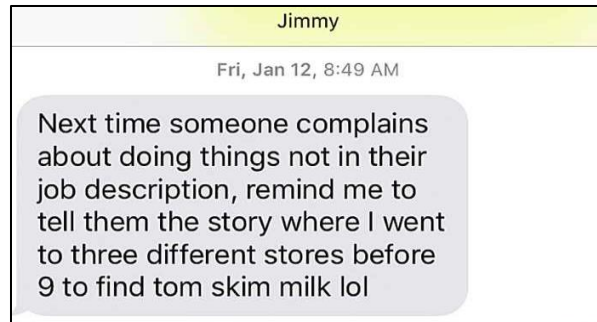 Jimmy
Fri, Jan 12, 8:49 AM
Next time someone complains
about doing things not in their
job description, remind me to
tell them the story where I went
to three different stores before
9 to find tom skim milk lol